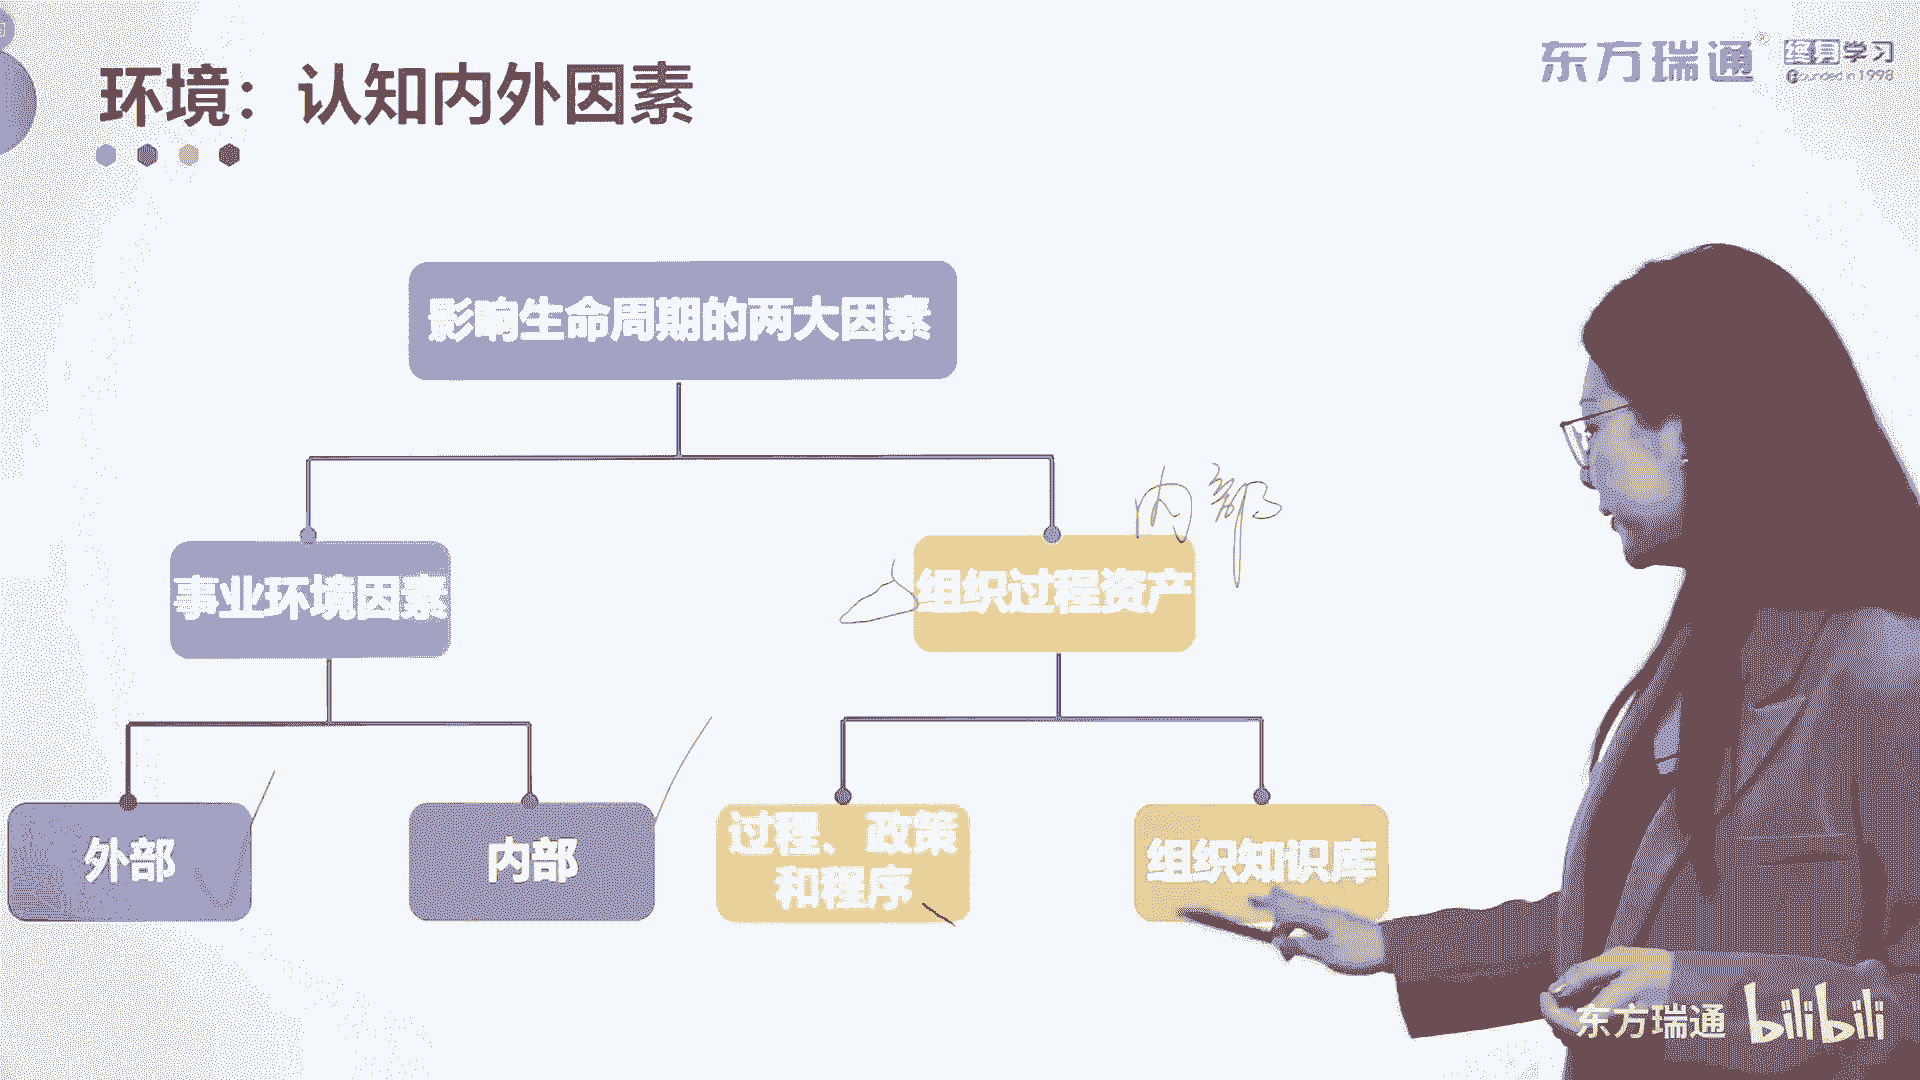 东方瑞通®
终身学习
Founded in 1998
环境：认知内外因素
影响生命周期的两大因素
内部
事业环境因素
组织过程资产
外部
内部
过程、政策
和程序
组织知识库
东方瑞通
bilibili